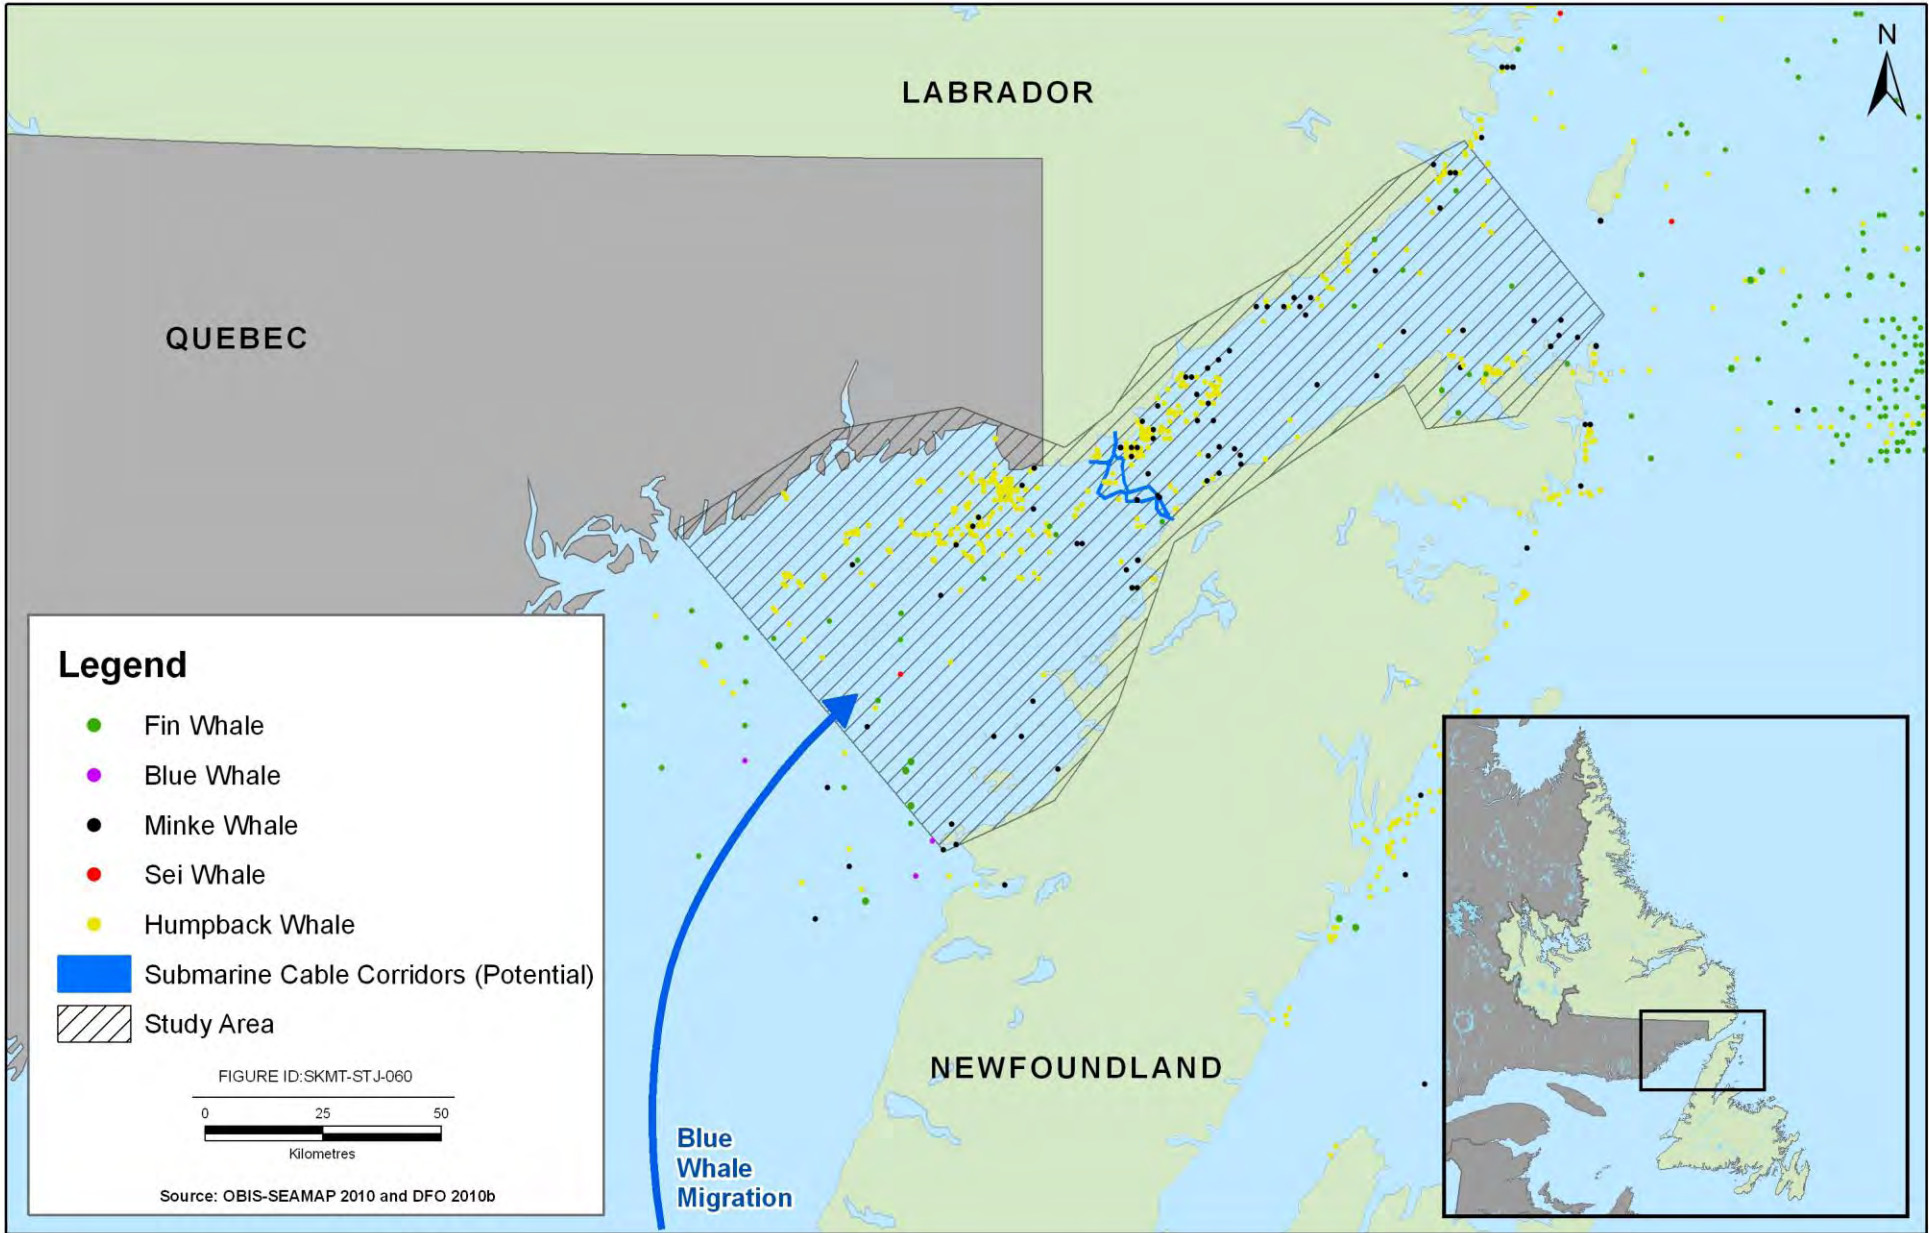 LABRADOR
N
QUEBEC
Legend
Fin Whale
Blue Whale
Minke Whale
Sei Whale
Humpback Whale
Submarine Cable Corridors (Potential)
Study Area
FIGURE ID:SKMT-STJ-060
0 25 50
Kilometres
Source: OBIS-SEAMAP 2010 and DFO 2010b
NEWFOUNDLAND
Blue
Whale
Migration